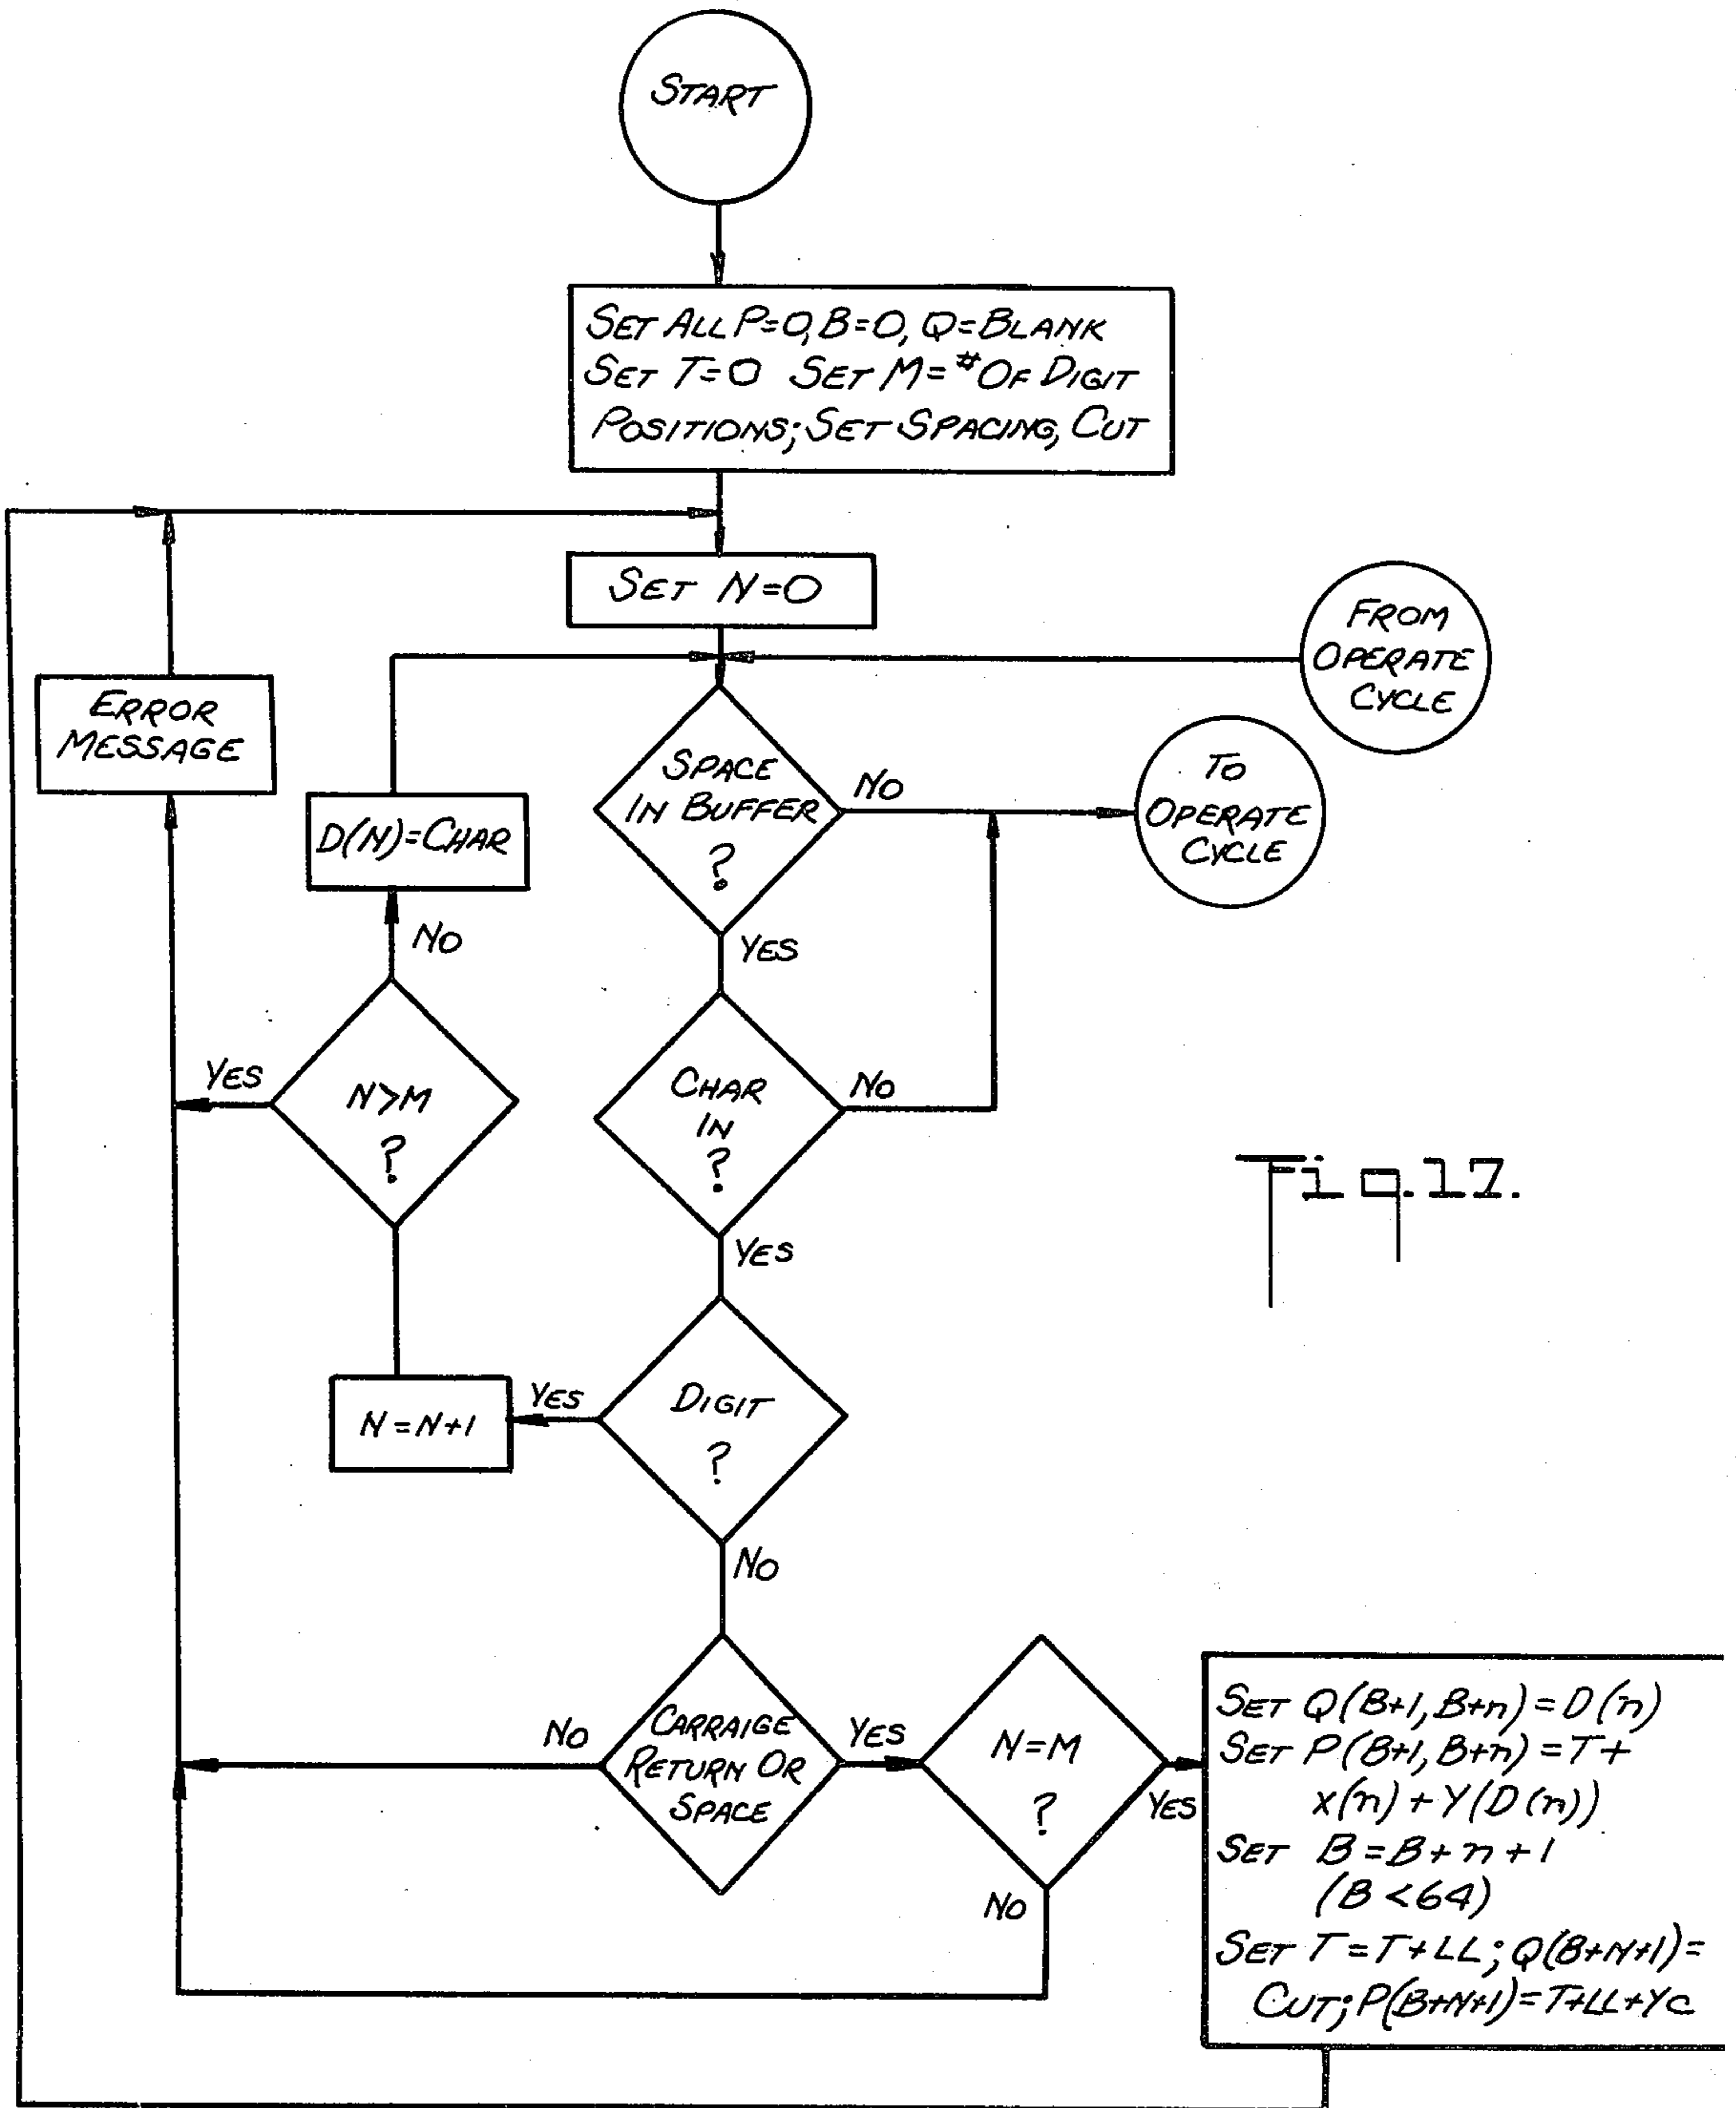 START
SET ALL P=0, B=0, Q=BLANK
SET T=0 SET M=# OF DIGIT
POSITIONS; SET SPACING, CUT
SET N=0
FROM
OPERATE
CYCLE
ERROR
MESSAGE
SPACE
IN BUFFER
?
NO
TO
OPERATE
CYCLE
D(N)=CHAR
NO
YES
YES
N>M
?
CHAR
IN
?
NO
Fig. 17.
YES
N=N+1
YES
DIGIT
?
NO
NO
CARRAIGE
RETURN OR
SPACE
YES
N=M
?
YES
NO
SET Q(B+1, B+n)=D(n)
SET P(B+1, B+n)=T+
x(n)+Y(D(n))
SET B=B+n+1
(B<64)
SET T=T+LL; Q(B+N+1)=
CUT; P(B+N+1)=T+LL+YC